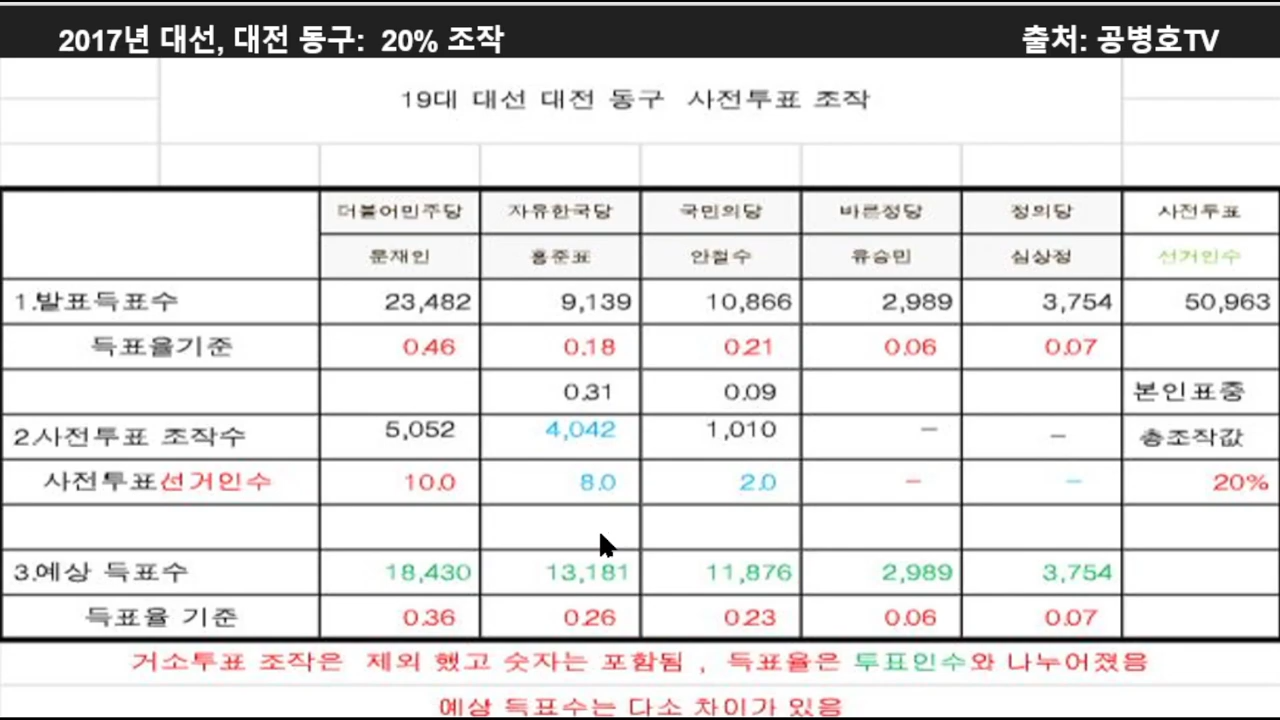 2017년 대선, 대전 동구: 20% 조작 출처: 공병호TV
19대 대선 대전 동구 사전투표 조작
더불어민주당 자유한국당 국민의당 바른정당 정의당 사전투표
문재인 홍준표 안철수 유승민 심상정 선거인수
1.발표득표수 23,482 9,139 10,866 2,989 3,754 50,963
득표율기준 0.46 0.18 0.21 0.06 0.07
0.31 0.09 본인표중
2.사전투표 조작수 5,052 4,042 1,010 – –총조작값
사전투표선거인수 10.0 8.0 2.0 – – 20%
3.예상 득표수 18,430 13,181 11,876 2,989 3,754
득표율 기준 0.36 0.26 0.23 0.06 0.07
거소투표 조작은 제외 했고 숫자는 포함됨 , 득표율은 투표인수와 나누어졌음
예상 득표수는 다소 차이가 있음